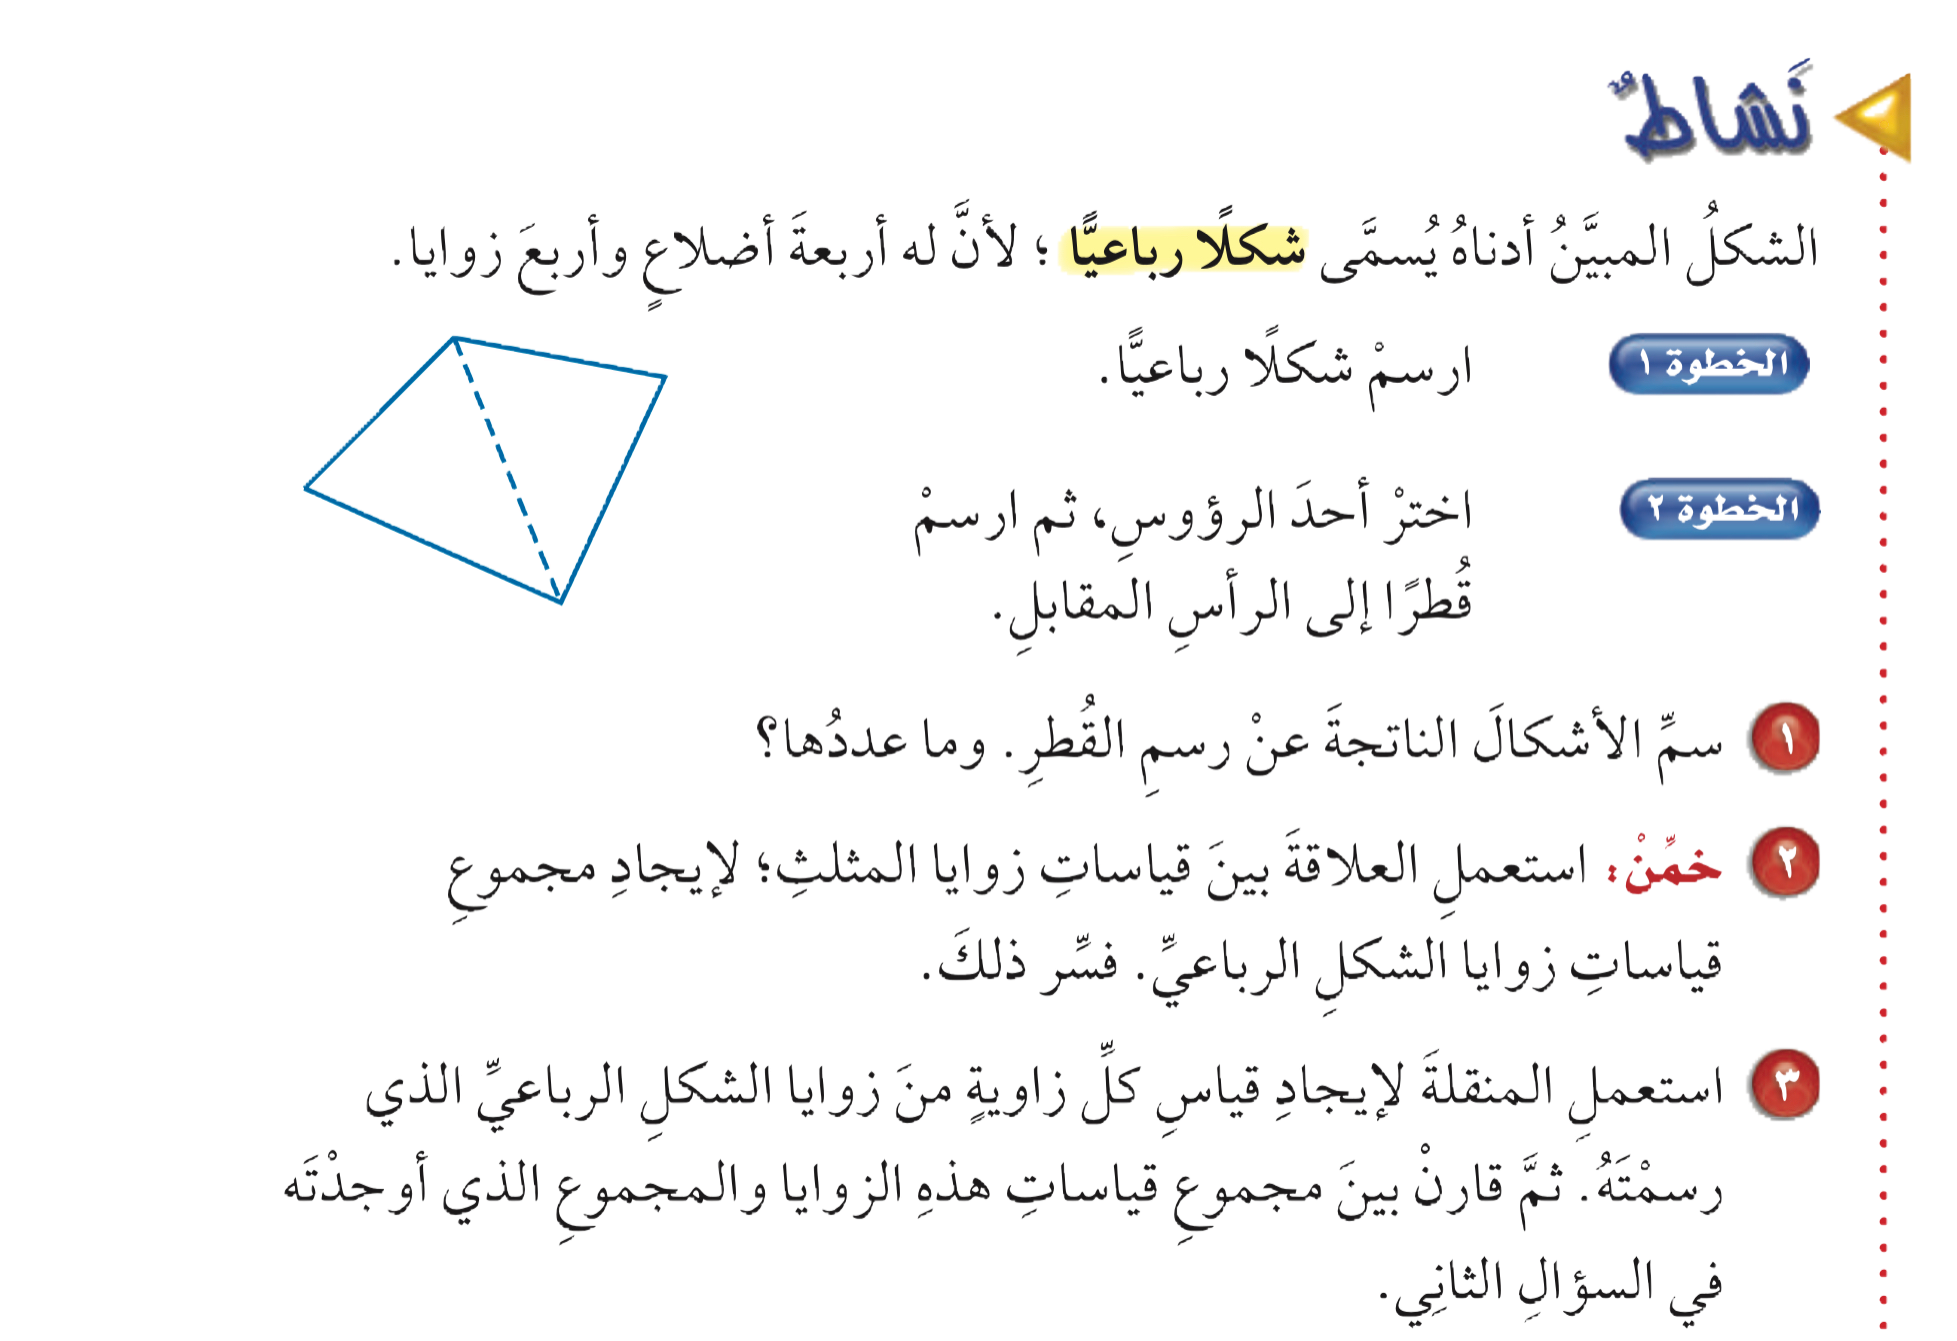 نَشاطٌ
الشكلُ المبيَّنُ أدناهُ يُسمَّى شكلًا رباعيًّا ؛ لأنَّ له أربعةَ أضلاعٍ وأربعَ زوايا.
الخطوة ١ ارسمْ شكلًا رباعيًّا.
الخطوة ٢ اخترْ أحدَ الرؤوسِ، ثم ارسمْ
قُطرًا إلى الرأسِ المقابلِ.
١ سمِّ الأشكالَ الناتجةَ عنْ رسمِ القُطرِ. وما عددُها؟
٢ خمِّنْ: استعملِ العلاقةَ بينَ قياساتِ زوايا المثلثِ؛ لإيجادِ مجموعِ
قياساتِ زوايا الشكلِ الرباعيِّ. فسِّر ذلكَ.
٣ استعملِ المنقلةَ لإيجادِ قياسِ كلِّ زاويةٍ منَ زوايا الشكلِ الرباعيِّ الذي
رسمْتَهُ. ثمَّ قارنْ بينَ مجموعِ قياساتِ هذهِ الزوايا والمجموعِ الذي أوجدْتَه
في السؤالِ الثانِي.